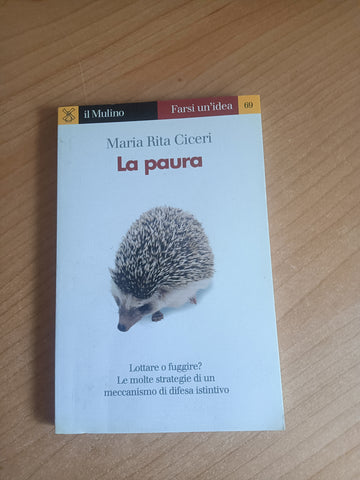 il Mulino
Farsi un'idea
69
Maria Rita Ciceri
La paura
Lottare o fuggire?
Le molte strategie di un
meccanismo di difesa istintivo